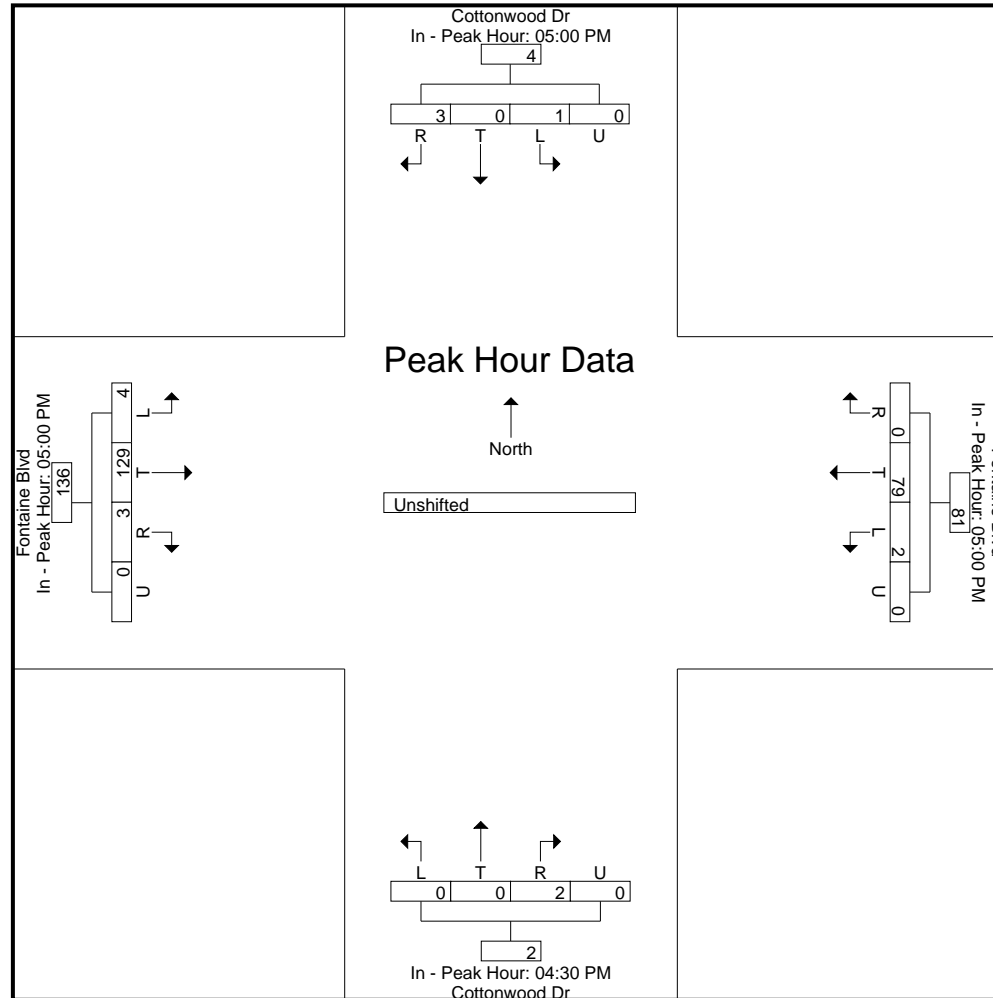 Cottonwood Dr
In - Peak Hour: 05:00 PM
4
3 0 1 0
R T L U
Peak Hour Data
North
Unshifted
Fontaine Blvd
In - Peak Hour: 05:00 PM
136
4 129 3 0
L T R U
R T L U
0 79 2 0
81
In - Peak Hour: 05:00 PM
L T R U
0 0 2 0
2
In - Peak Hour: 04:30 PM
Cottonwood Dr